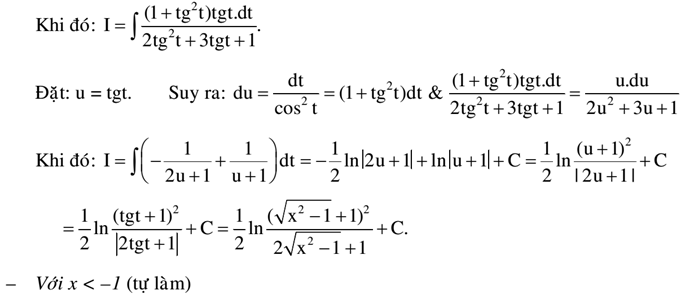 Khi đó: I = ∫ (1 + tg²t)tgt.dt / (2tg²t + 3tgt + 1).
Đặt: u = tgt. Suy ra: du = dt / cos²t = (1 + tg²t)dt & (1 + tg²t)tgt.dt / (2tg²t + 3tgt + 1) = u.du / (2u² + 3u + 1)
Khi đó: I = ∫(−1/(2u + 1) + 1/(u + 1))dt = −1/2 ln|2u + 1| + ln|u + 1| + C = 1/2 ln (u + 1)² / |2u + 1| + C
= 1/2 ln (tgt + 1)² / |2tgt + 1| + C = 1/2 ln (√(x² − 1) + 1)² / (2√(x² − 1) + 1) + C.
– Với x < –1 (tự làm)